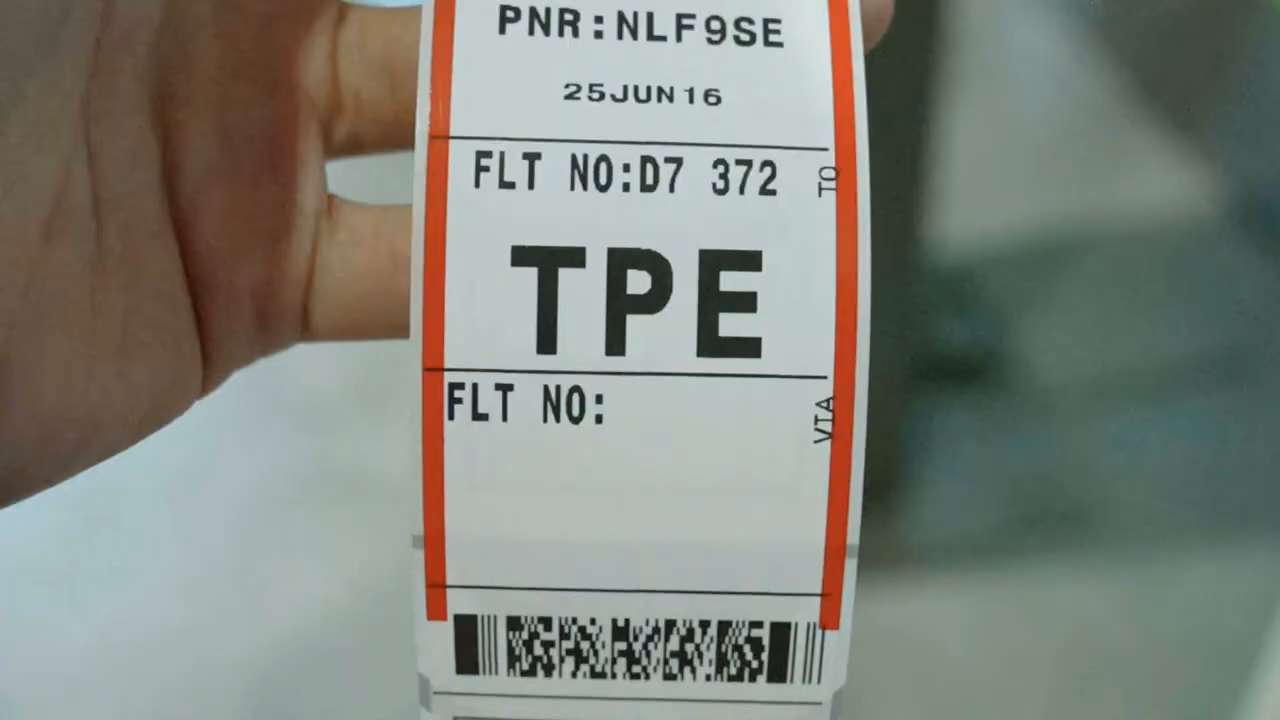 PNR:NLF9SE
25JUN16
FLT NO:D7 372
TO
TPE
FLT NO:
VIA